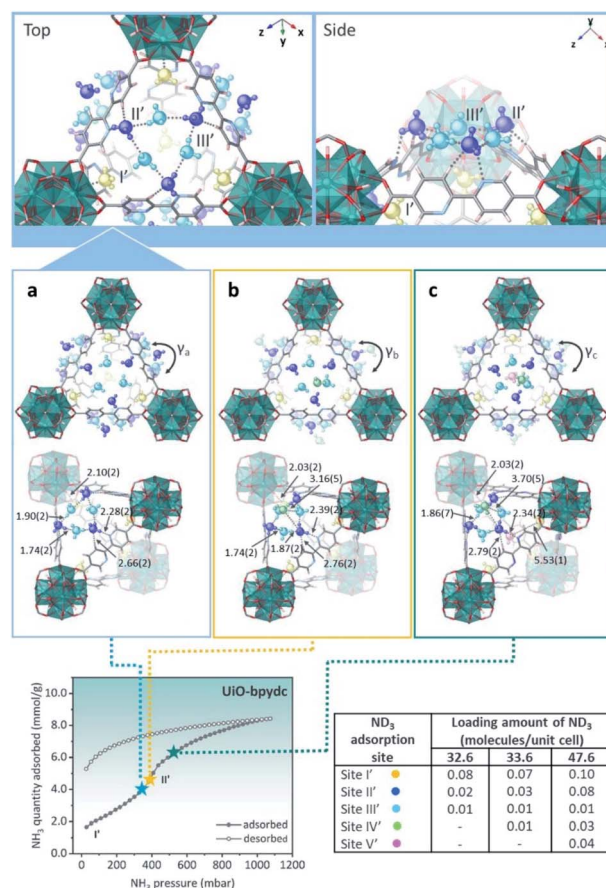 Top
z
y
x
II’
III’
I’
Side
y
z
x
III’
II’
I’
a
γa
2.10(2)
1.90(2)
2.28(2)
1.74(2)
2.66(2)
b
γb
2.03(2)
3.16(5)
2.39(2)
1.74(2)
1.87(2)
2.76(2)
c
γc
2.03(2)
3.70(5)
1.86(7)
2.34(2)
2.79(2)
5.53(1)
UiO-bpydc
NH3 quantity adsorbed (mmol/g)
10.0
8.0
6.0
4.0
2.0
0.0
I’
II’
adsorbed
desorbed
0 200 400 600 800 1000 1200
NH3 pressure (mbar)
ND3 adsorption site
Loading amount of ND3 (molecules/unit cell)
32.6 33.6 47.6
Site I’ 0.08 0.07 0.10
Site II’ 0.02 0.03 0.08
Site III’ 0.01 0.01 0.01
Site IV’ - 0.01 0.03
Site V’ - - 0.04